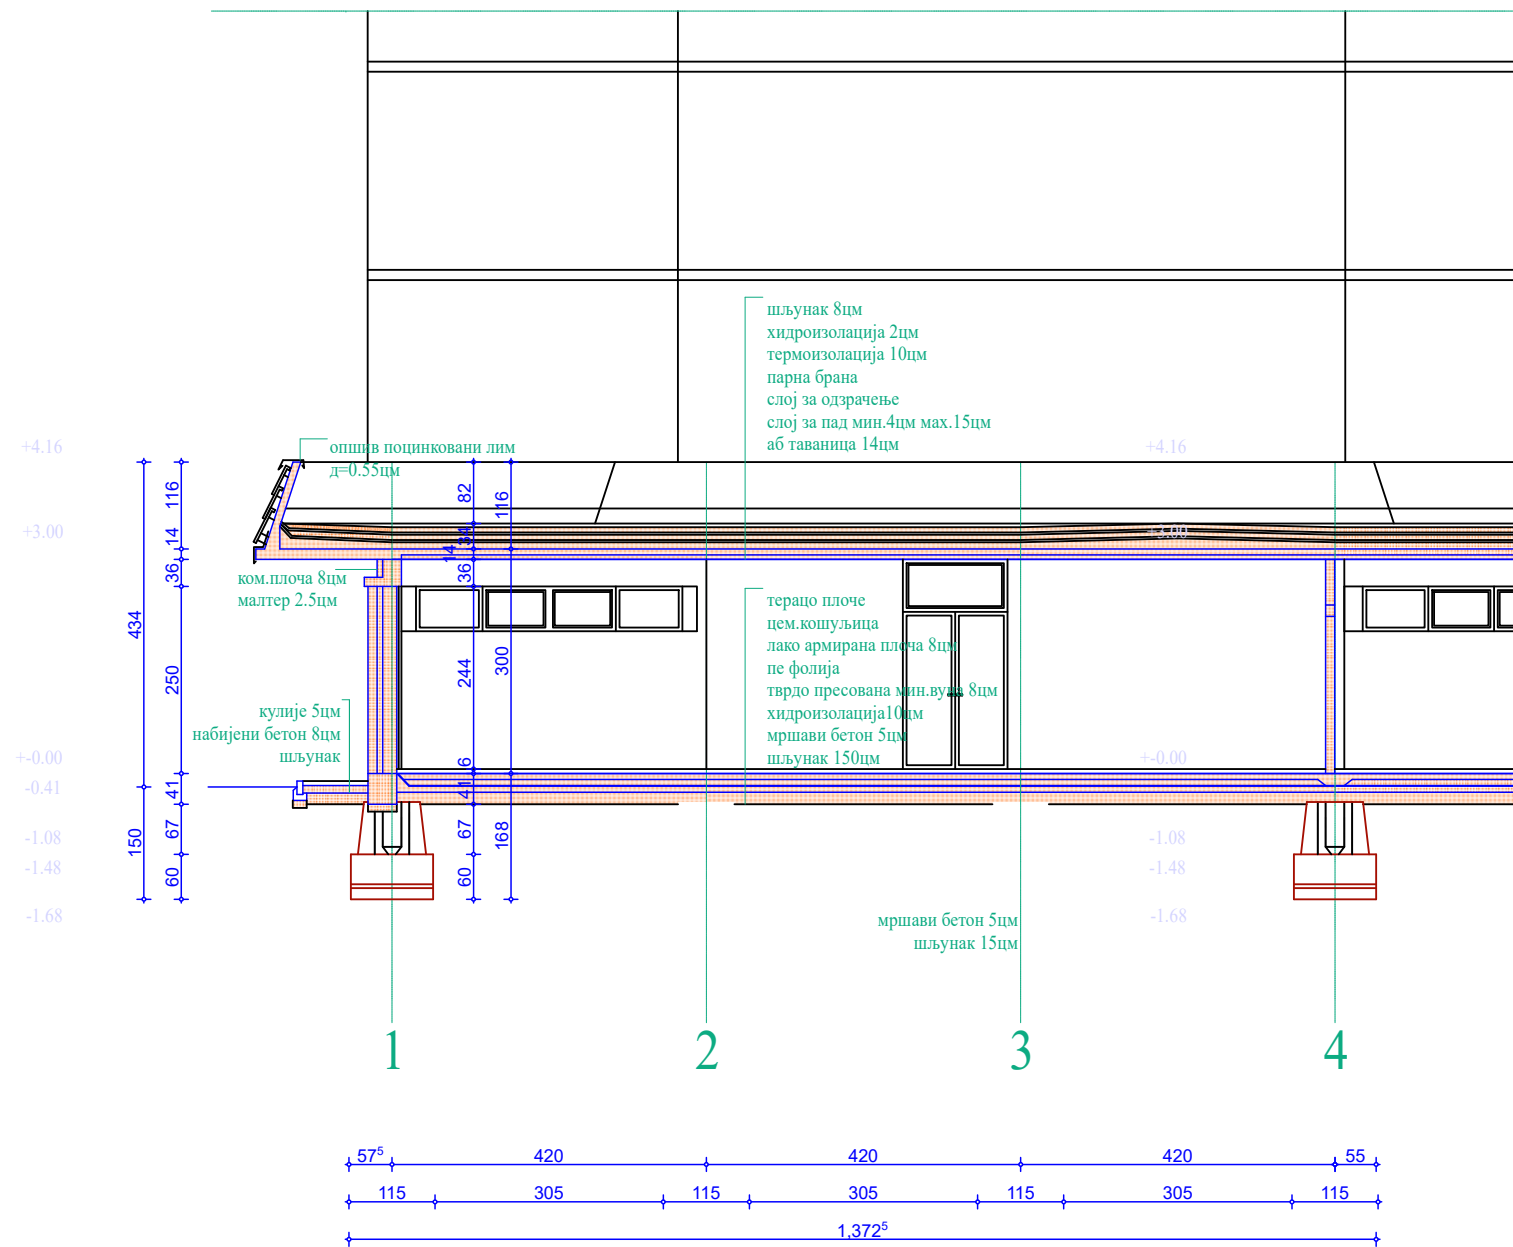 шљунак 8цм
хидроизолација 2цм
термоизолација 10цм
парна брана
слој за одзрачење
слој за пад мин.4цм мах.15цм
аб таваница 14цм
опшив поцинковани лим
д=0.55цм
+4.16
+4.16
+3.00
+3.00
ком.плоча 8цм
малтер 2.5цм
терацо плоче
цем.кошуљица
лако армирана плоча 8цм
пе фолија
тврдо пресована мин.вуна 8цм
хидроизолација10цм
мршави бетон 5цм
шљунак 150цм
кулије 5цм
набијени бетон 8цм
шљунак
+-0.00
+-0.00
-0.41
-1.08
-1.08
-1.48
-1.48
-1.68
-1.68
434
150
116
14
36
250
41
67
60
82
34
14
36
244
6
41
67
60
116
300
168
мршави бетон 5цм
шљунак 15цм
1 2 3 4
57⁵ 420 420 420 55
115 305 115 305 115 305 115
1,372⁵